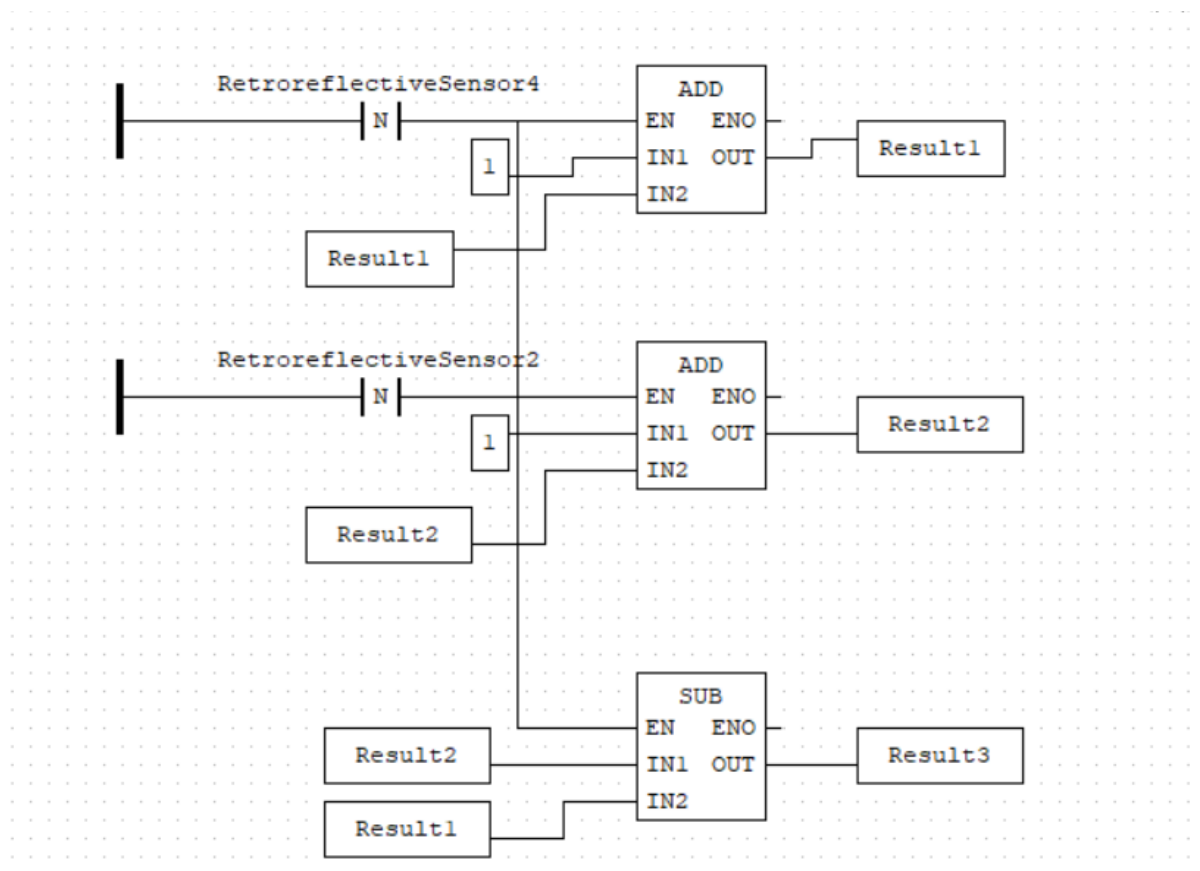 RetroreflectiveSensor4
N
ADD
EN ENO
IN1 OUT
IN2
1
Result1
Result1
RetroreflectiveSensor2
N
ADD
EN ENO
IN1 OUT
IN2
1
Result2
Result2
SUB
EN ENO
IN1 OUT
IN2
Result2
Result1
Result3